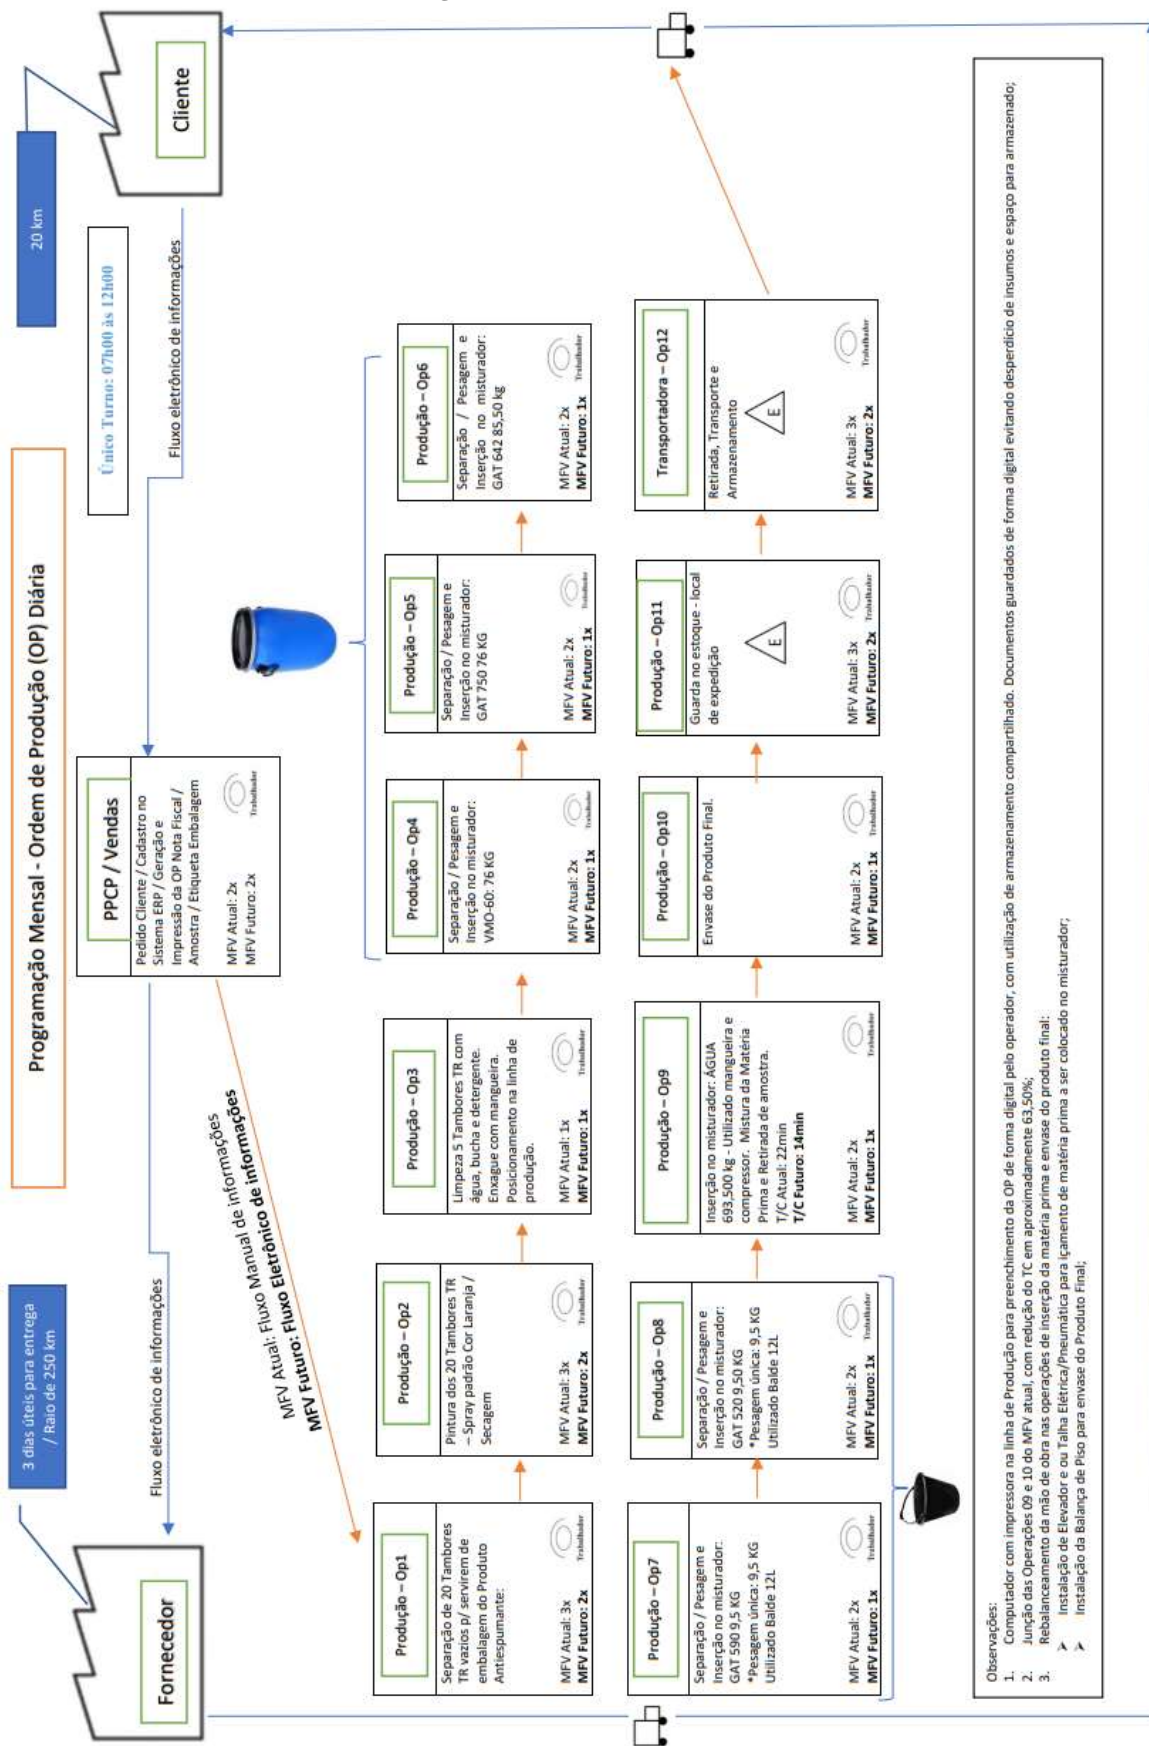 Programação Mensal - Ordem de Produção (OP) Diária
3 dias úteis para entrega
/ Raio de 250 km
20 km
Único Turno: 07h00 às 12h00
Fornecedor
Cliente
Fluxo eletrônico de informações
Fluxo eletrônico de informações
PPCP / Vendas
Pedido Cliente / Cadastro no
Sistema ERP / Geração e
Impressão da OP Nota Fiscal /
Amostra / Etiqueta Embalagem
MFV Atual: 2x
MFV Futuro: 2x
Trabalhador
MFV Atual: Fluxo Manual de informações
MFV Futuro: Fluxo Eletrônico de informações
Produção – Op1
Separação de 20 Tambores
TR vazios p/ servirem de
embalagem do Produto
Antiespumante:
MFV Atual: 3x
MFV Futuro: 2x
Trabalhador
Produção – Op2
Pintura dos 20 Tambores TR
– Spray padrão Cor Laranja /
Secagem
MFV Atual: 3x
MFV Futuro: 2x
Trabalhador
Produção – Op3
Limpeza 5 Tambores TR com
água, bucha e detergente.
Enxague com mangueira.
Posicionamento na linha de
produção.
MFV Atual: 1x
MFV Futuro: 1x
Trabalhador
Produção – Op4
Separação / Pesagem e
Inserção no misturador:
VMO-60: 76 KG
MFV Atual: 2x
MFV Futuro: 1x
Trabalhador
Produção – Op5
Separação / Pesagem e
Inserção no misturador:
GAT 750 76 KG
MFV Atual: 2x
MFV Futuro: 1x
Trabalhador
Produção – Op6
Separação / Pesagem e
Inserção no misturador:
GAT 642 85,50 kg
MFV Atual: 2x
MFV Futuro: 1x
Trabalhador
Produção – Op7
Separação / Pesagem e
Inserção no misturador:
GAT 590 9,5 KG
*Pesagem única: 9,5 KG
Utilizado Balde 12L
MFV Atual: 2x
MFV Futuro: 1x
Trabalhador
Produção – Op8
Separação / Pesagem e
Inserção no misturador:
GAT 520 9,50 KG
*Pesagem única: 9,5 KG
Utilizado Balde 12L
MFV Atual: 2x
MFV Futuro: 1x
Trabalhador
Produção – Op9
Inserção no misturador: ÁGUA
693,500 kg - Utilizado mangueira e
compressor. Mistura da Matéria
Prima e Retirada de amostra.
T/C Atual: 22min
T/C Futuro: 14min
MFV Atual: 2x
MFV Futuro: 1x
Trabalhador
Produção – Op10
Envase do Produto Final.
MFV Atual: 2x
MFV Futuro: 1x
Trabalhador
Produção – Op11
Guarda no estoque - local
de expedição
E
MFV Atual: 3x
MFV Futuro: 2x
Trabalhador
Transportadora – Op12
Retirada, Transporte e
Armazenamento
E
MFV Atual: 3x
MFV Futuro: 2x
Trabalhador
Observações:
1. Computador com impressora na linha de Produção para preenchimento da OP de forma digital pelo operador, com utilização de armazenamento compartilhado. Documentos guardados de forma digital evitando desperdício de insumos e espaço para armazenado;
2. Junção das Operações 09 e 10 do MFV atual, com redução do TC em aproximadamente 63,50%;
3. Rebalanceamento da mão de obra nas operações de inserção da matéria prima e envase do produto final:
➢ Instalação de Elevador e ou Talha Elétrica/Pneumática para içamento de matéria prima a ser colocado no misturador;
➢ Instalação da Balança de Piso para envase do Produto Final;